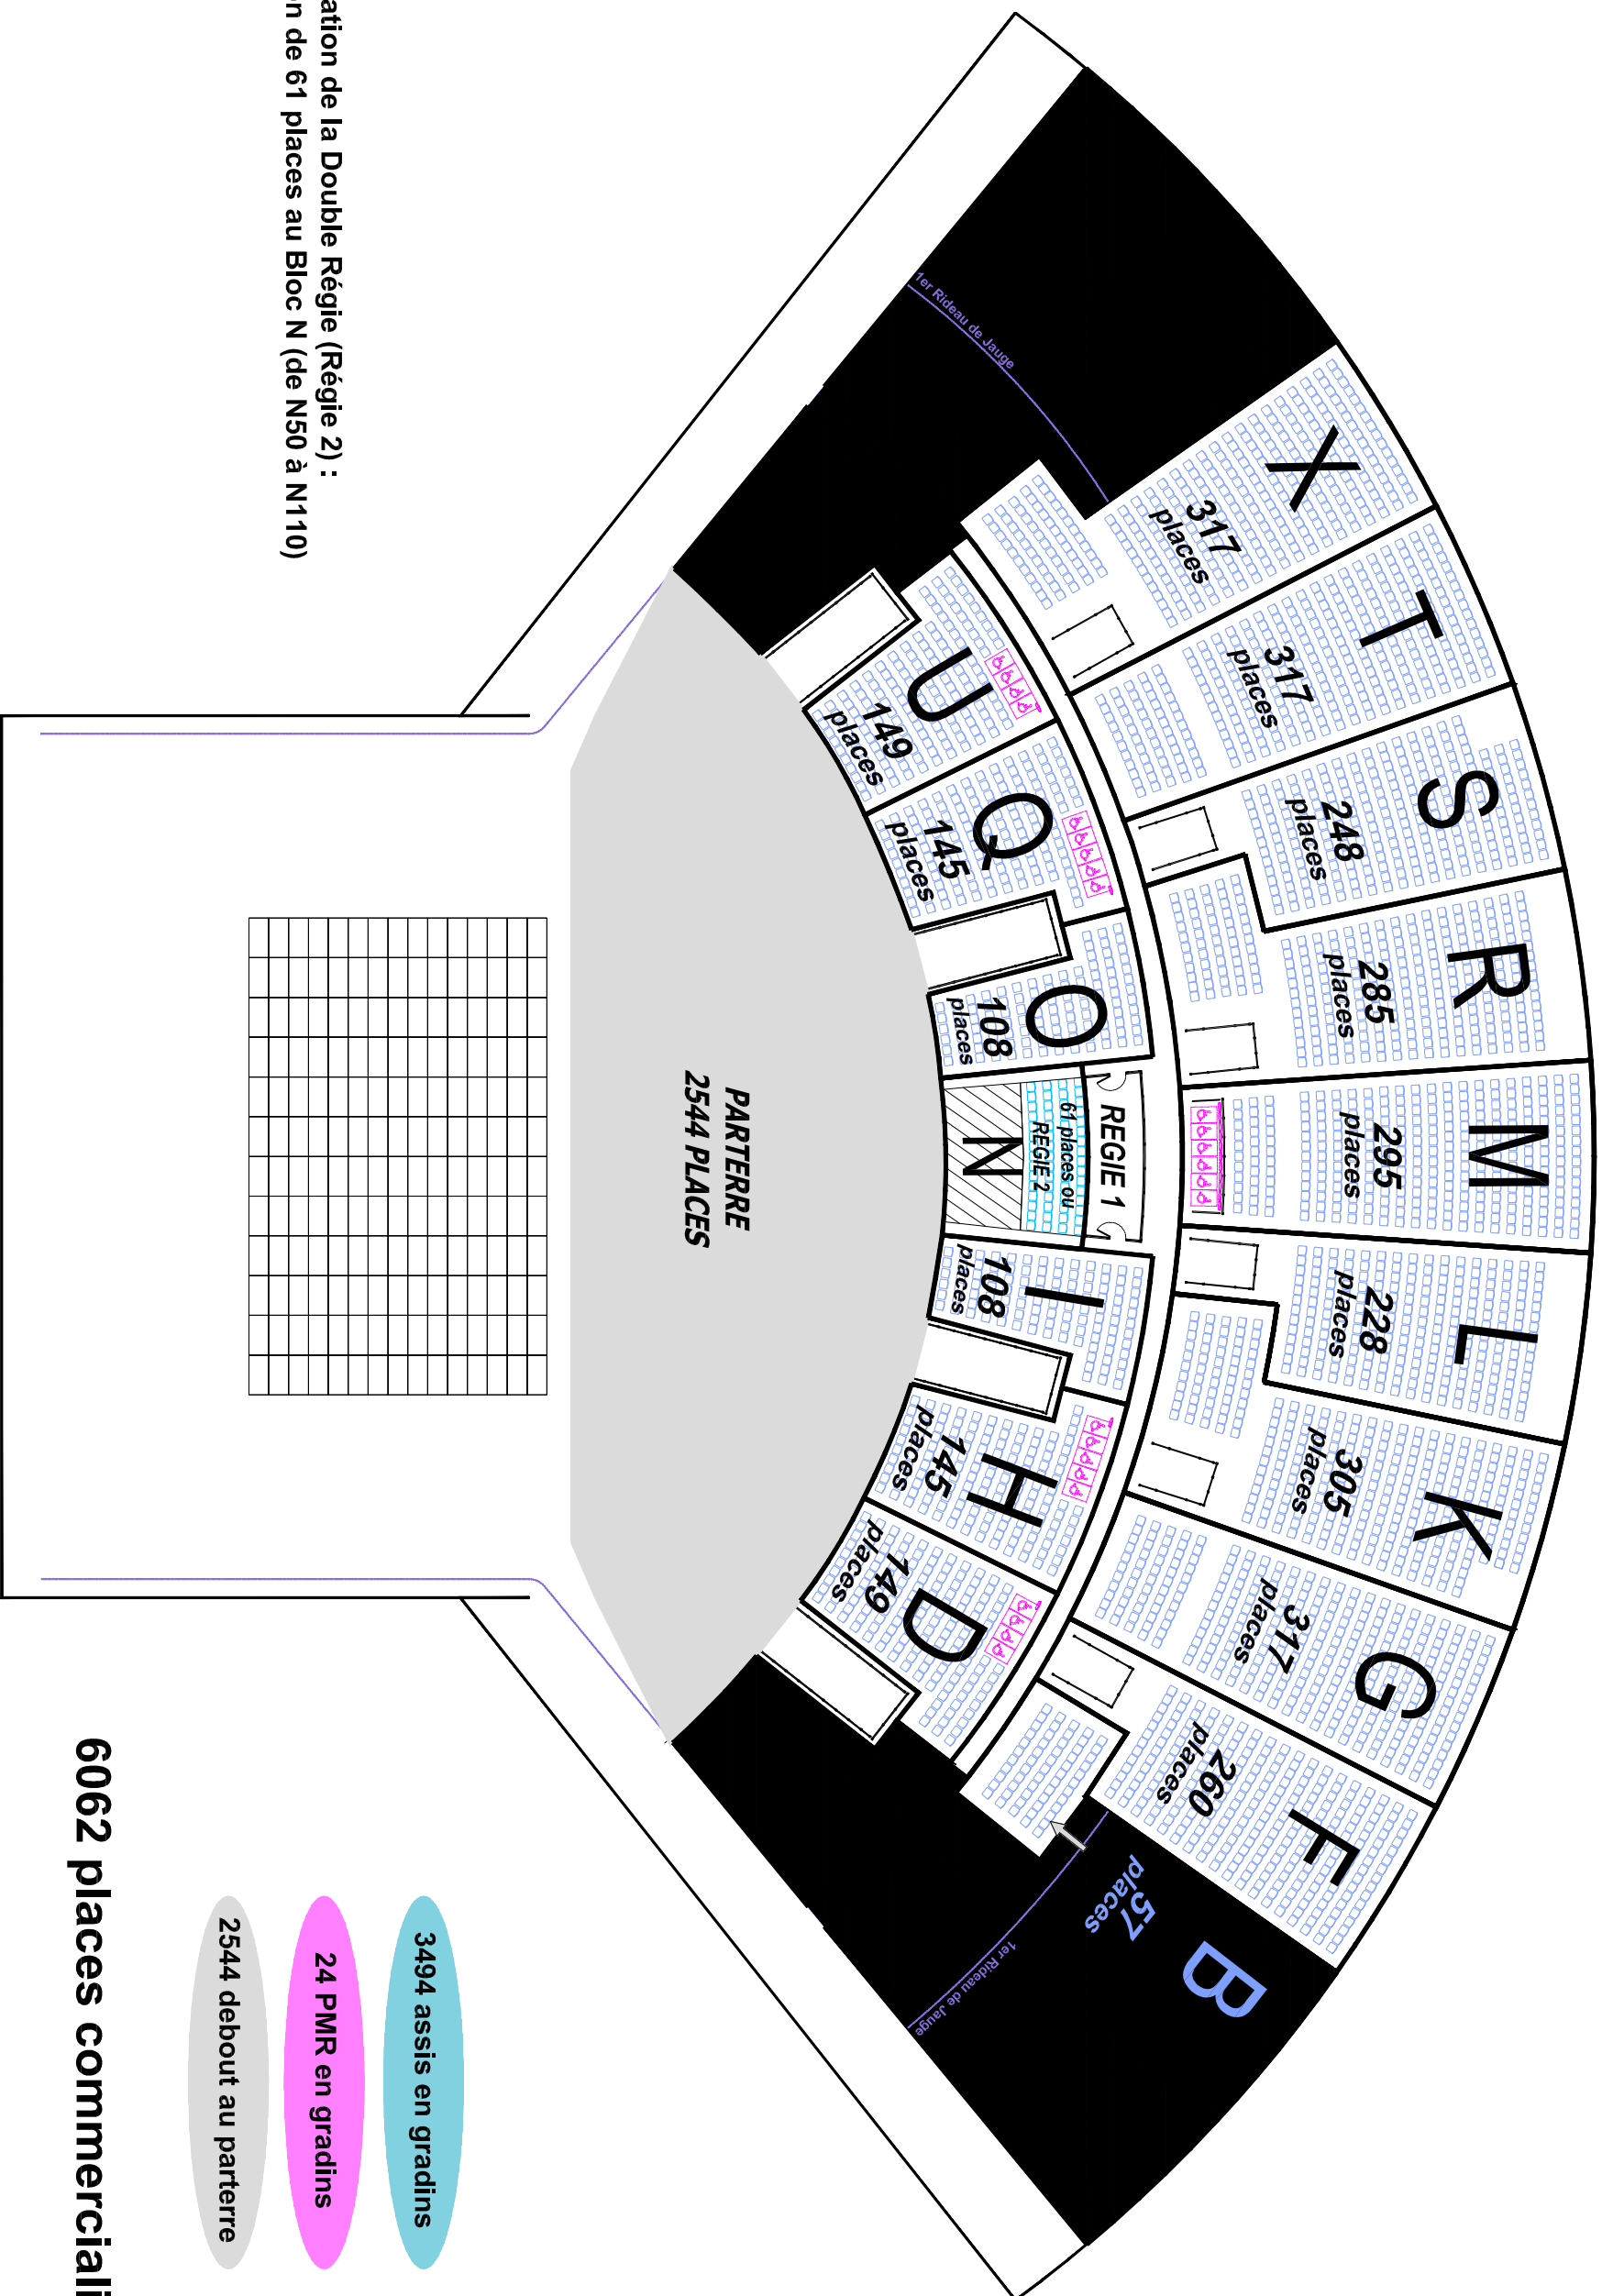 X
317
places
T
317
places
S
248
places
R
285
places
M
295
places
L
228
places
K
305
places
G
317
places
F
260
places
B
57
places
1er Rideau de Jauge
1er Rideau de Jauge
U
149
places
Q
145
places
O
108
places
REGIE 1
61 places ou
REGIE 2
N
I
108
places
H
145
places
D
149
places
PARTERRE
2544 PLACES
de la Double Régie (Régie 2) :
de 61 places au Bloc N (de N50 à N110)
3494 assis en gradins
24 PMR en gradins
2544 debout au parterre
6062 places